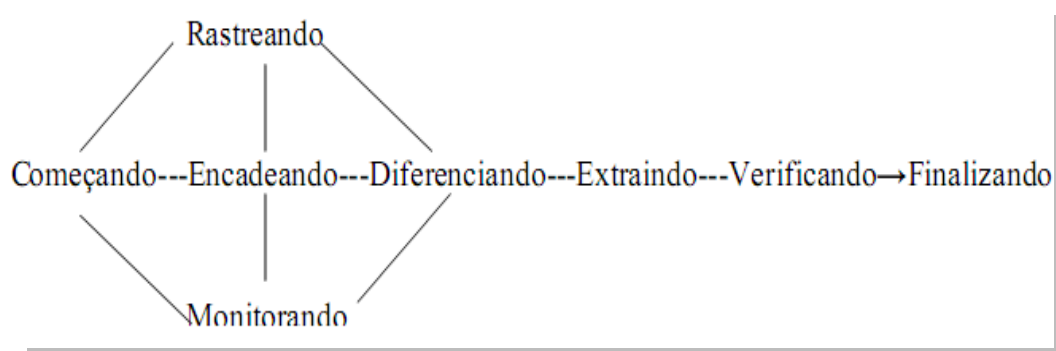 Rastreando
Começando---Encadeando---Diferenciando---Extraindo---Verificando→Finalizando
Monitorando